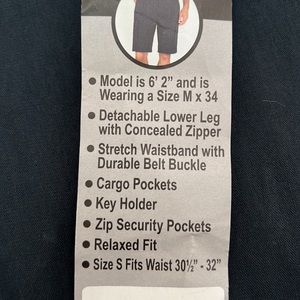 • Model is 6' 2" and is
Wearing a Size M x 34
• Detachable Lower Leg
with Concealed Zipper
• Stretch Waistband with
Durable Belt Buckle
• Cargo Pockets
• Key Holder
• Zip Security Pockets
• Relaxed Fit
• Size S Fits Waist 30½" - 32"